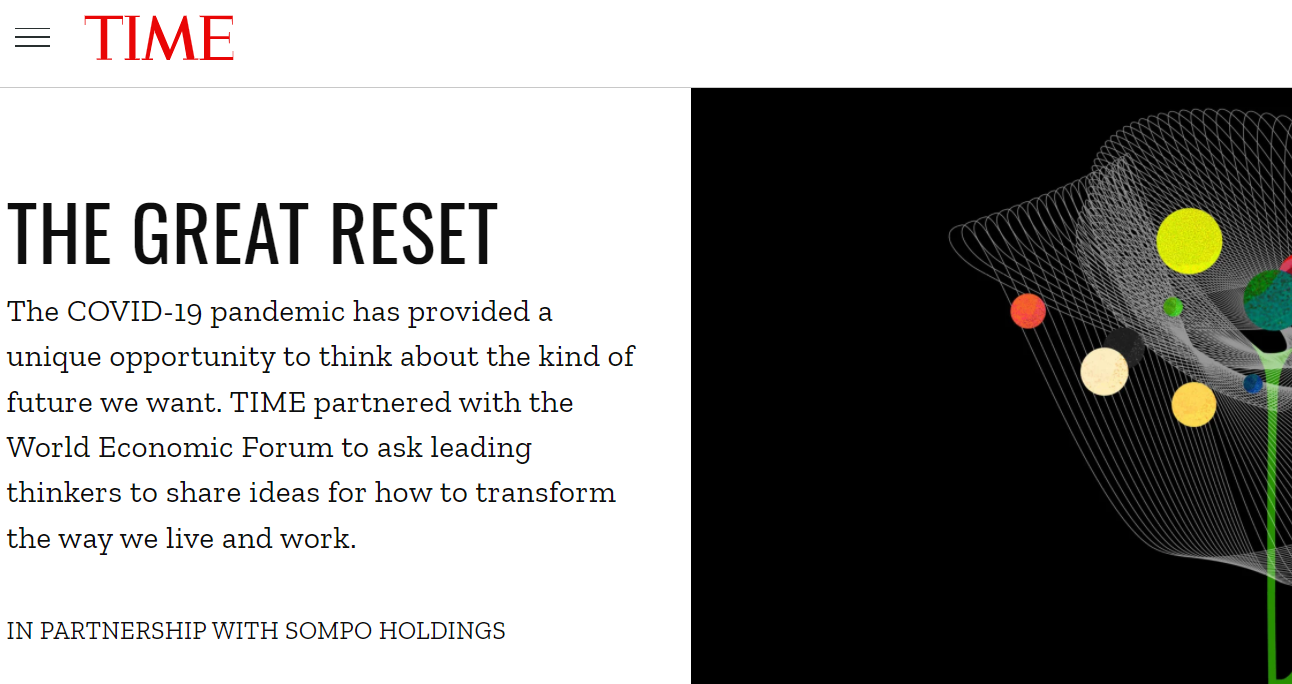 TIME
THE GREAT RESET
The COVID-19 pandemic has provided a
unique opportunity to think about the kind of
future we want. TIME partnered with the
World Economic Forum to ask leading
thinkers to share ideas for how to transform
the way we live and work.
IN PARTNERSHIP WITH SOMPO HOLDINGS